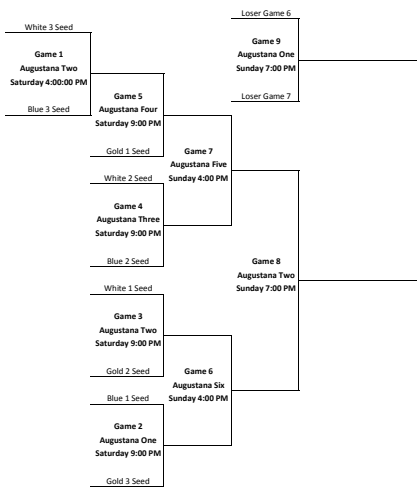 White 3 Seed
Game 1
Augustana Two
Saturday 4:00:00 PM
Blue 3 Seed
Game 5
Augustana Four
Saturday 9:00 PM
Gold 1 Seed
White 2 Seed
Game 4
Augustana Three
Saturday 9:00 PM
Blue 2 Seed
White 1 Seed
Game 3
Augustana Two
Saturday 9:00 PM
Gold 2 Seed
Blue 1 Seed
Game 2
Augustana One
Saturday 9:00 PM
Gold 3 Seed
Game 7
Augustana Five
Sunday 4:00 PM
Game 6
Augustana Six
Sunday 4:00 PM
Loser Game 6
Game 9
Augustana One
Sunday 7:00 PM
Loser Game 7
Game 8
Augustana Two
Sunday 7:00 PM